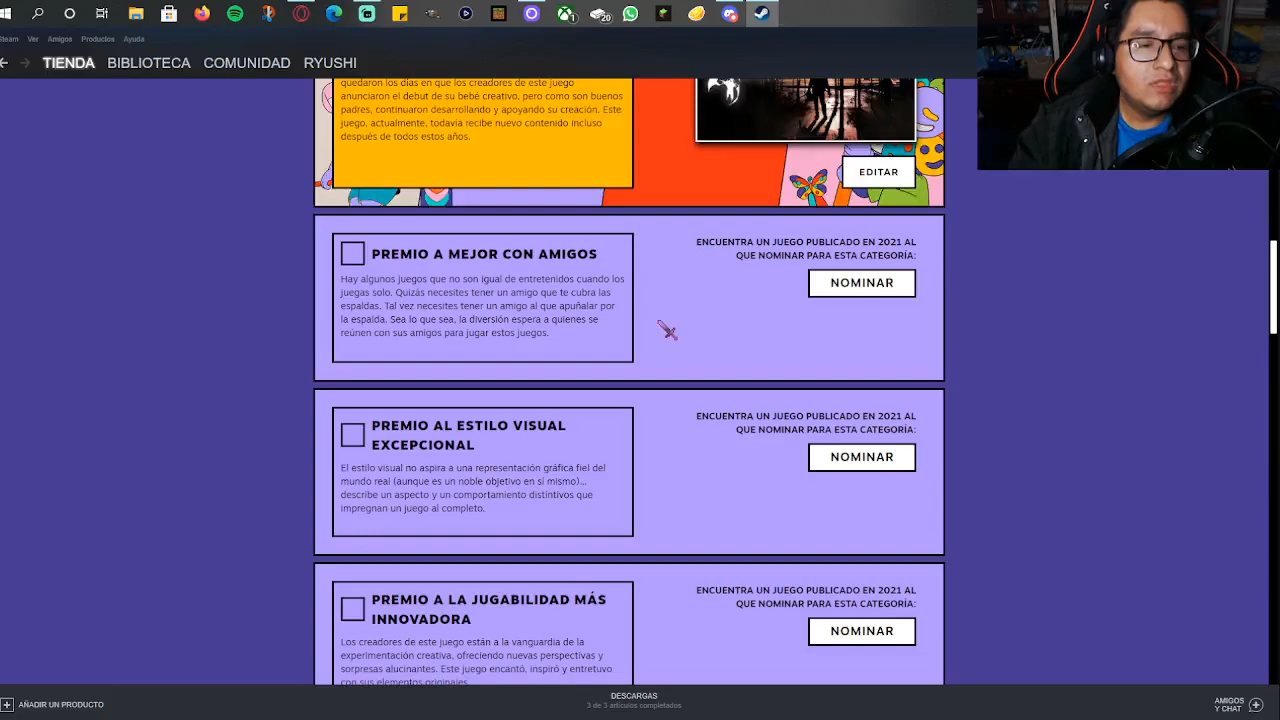 Steam Ver Amigos Productos Ayuda
TIENDA BIBLIOTECA COMUNIDAD RYUSHI
quedaron los días en que los creadores de este juego
anunciaron el debut de su bebé creativo, pero como son buenos
padres, continuaron desarrollando y apoyando su creación. Este
juego, actualmente, todavía recibe nuevo contenido incluso
después de todos estos años.
EDITAR
PREMIO A MEJOR CON AMIGOS
Hay algunos juegos que no son igual de entretenidos cuando los
juegas solo. Quizás necesites tener un amigo que te cubra las
espaldas. Tal vez necesites tener un amigo al que apuñalar por
la espalda. Sea lo que sea, la diversión espera a quienes se
reúnen con sus amigos para jugar estos juegos.
ENCUENTRA UN JUEGO PUBLICADO EN 2021 AL
QUE NOMINAR PARA ESTA CATEGORÍA:
NOMINAR
PREMIO AL ESTILO VISUAL
EXCEPCIONAL
El estilo visual no aspira a una representación gráfica fiel del
mundo real (aunque es un noble objetivo en sí mismo)...
describe un aspecto y un comportamiento distintivos que
impregnan un juego al completo.
ENCUENTRA UN JUEGO PUBLICADO EN 2021 AL
QUE NOMINAR PARA ESTA CATEGORÍA:
NOMINAR
PREMIO A LA JUGABILIDAD MÁS
INNOVADORA
Los creadores de este juego están a la vanguardia de la
experimentación creativa, ofreciendo nuevas perspectivas y
sorpresas alucinantes. Este juego encantó, inspiró y entretuvo
con sus elementos originales.
ENCUENTRA UN JUEGO PUBLICADO EN 2021 AL
QUE NOMINAR PARA ESTA CATEGORÍA:
NOMINAR
AÑADIR UN PRODUCTO
DESCARGAS
3 de 3 artículos completados
AMIGOS
Y CHAT